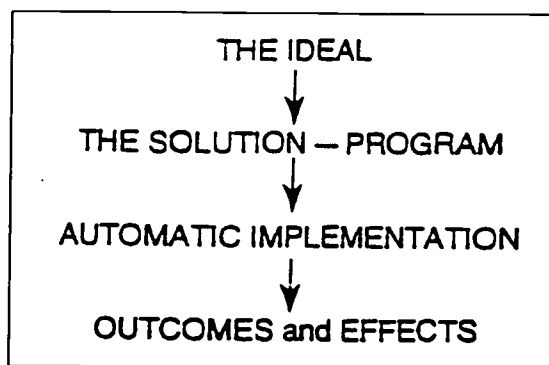 THE IDEAL
THE SOLUTION — PROGRAM
AUTOMATIC IMPLEMENTATION
OUTCOMES and EFFECTS